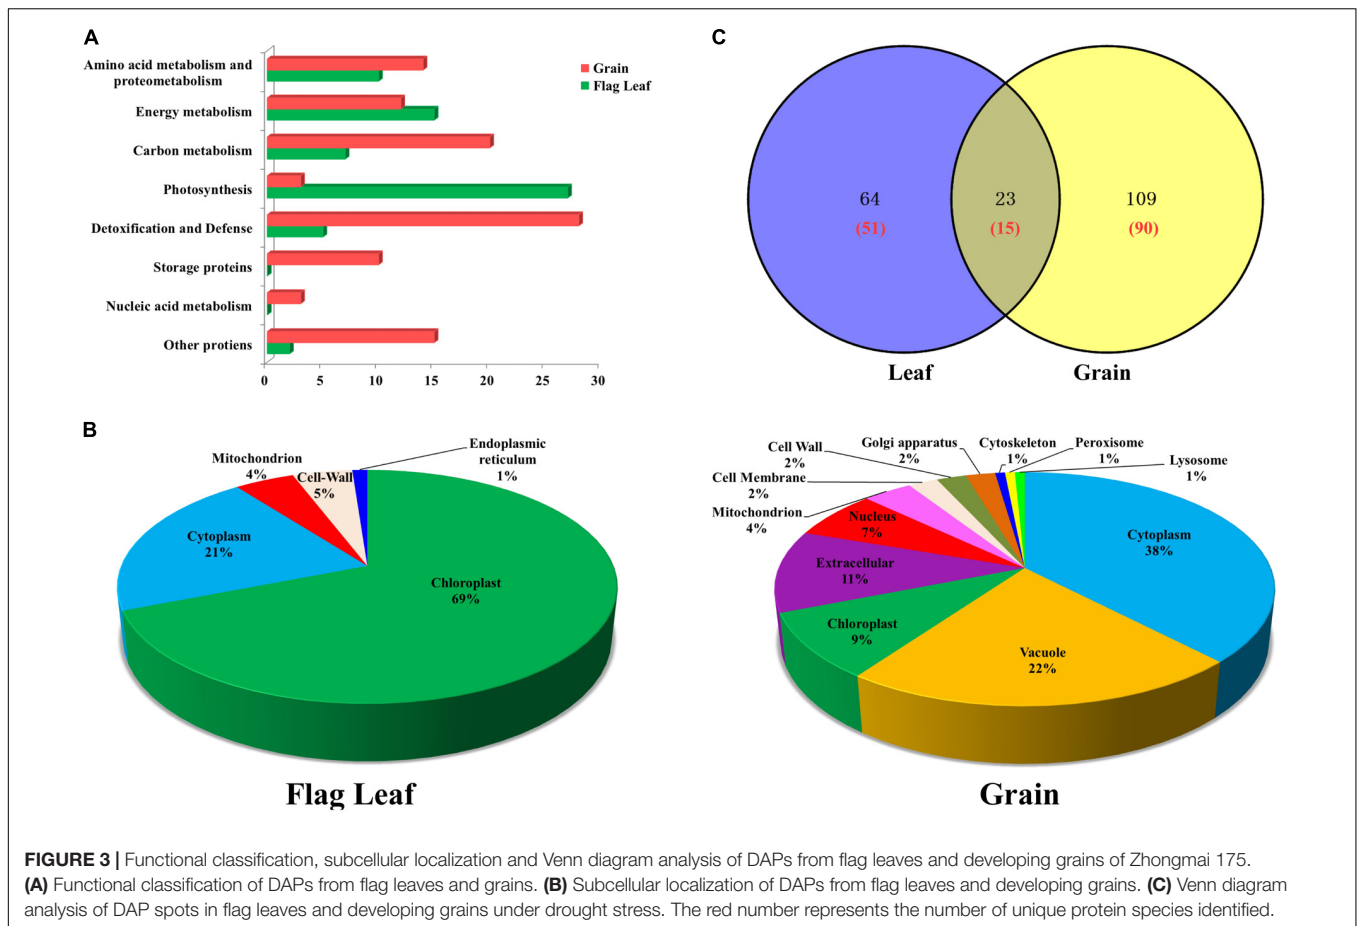 A
Amino acid metabolism and
proteometabolism
Energy metabolism
Carbon metabolism
Photosynthesis
Detoxification and Defense
Storage proteins
Nucleic acid metabolism
Other protiens
0 5 10 15 20 25 30
Grain
Flag Leaf
C
64 23 109
(51) (15) (90)
Leaf Grain
B
Endoplasmic
reticulum
1%
Mitochondrion
4%
Cell-Wall
5%
Cytoplasm
21%
Chloroplast
69%
Flag Leaf
Cell Wall
2%
Golgi apparatus
2%
Cytoskeleton
1%
Peroxisome
1%
Lysosome
1%
Cell Membrane
2%
Mitochondrion
4%
Nucleus
7%
Extracellular
11%
Chloroplast
9%
Vacuole
22%
Cytoplasm
38%
Grain
FIGURE 3 | Functional classification, subcellular localization and Venn diagram analysis of DAPs from flag leaves and developing grains of Zhongmai 175.
(A) Functional classification of DAPs from flag leaves and grains. (B) Subcellular localization of DAPs from flag leaves and developing grains. (C) Venn diagram
analysis of DAP spots in flag leaves and developing grains under drought stress. The red number represents the number of unique protein species identified.